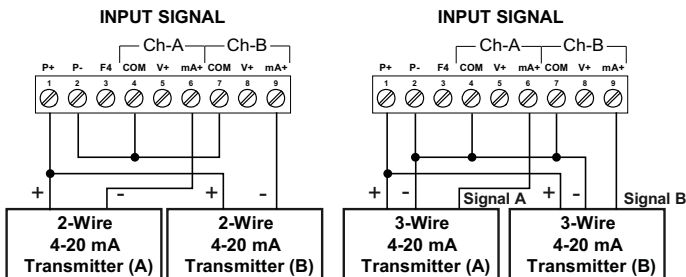 INPUT SIGNAL
Ch-A Ch-B
P+ P- F4 COM V+ mA+ COM V+ mA+
1 2 3 4 5 6 7 8 9
+ - + -
2-Wire
4-20 mA
Transmitter (A)
2-Wire
4-20 mA
Transmitter (B)
INPUT SIGNAL
Ch-A Ch-B
P+ P- F4 COM V+ mA+ COM V+ mA+
1 2 3 4 5 6 7 8 9
+ - Signal A + - Signal B
3-Wire
4-20 mA
Transmitter (A)
3-Wire
4-20 mA
Transmitter (B)